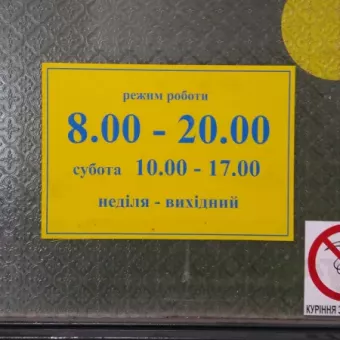 режим роботи
8.00 - 20.00
субота 10.00 - 17.00
неділя - вихідний
КУРІННЯ